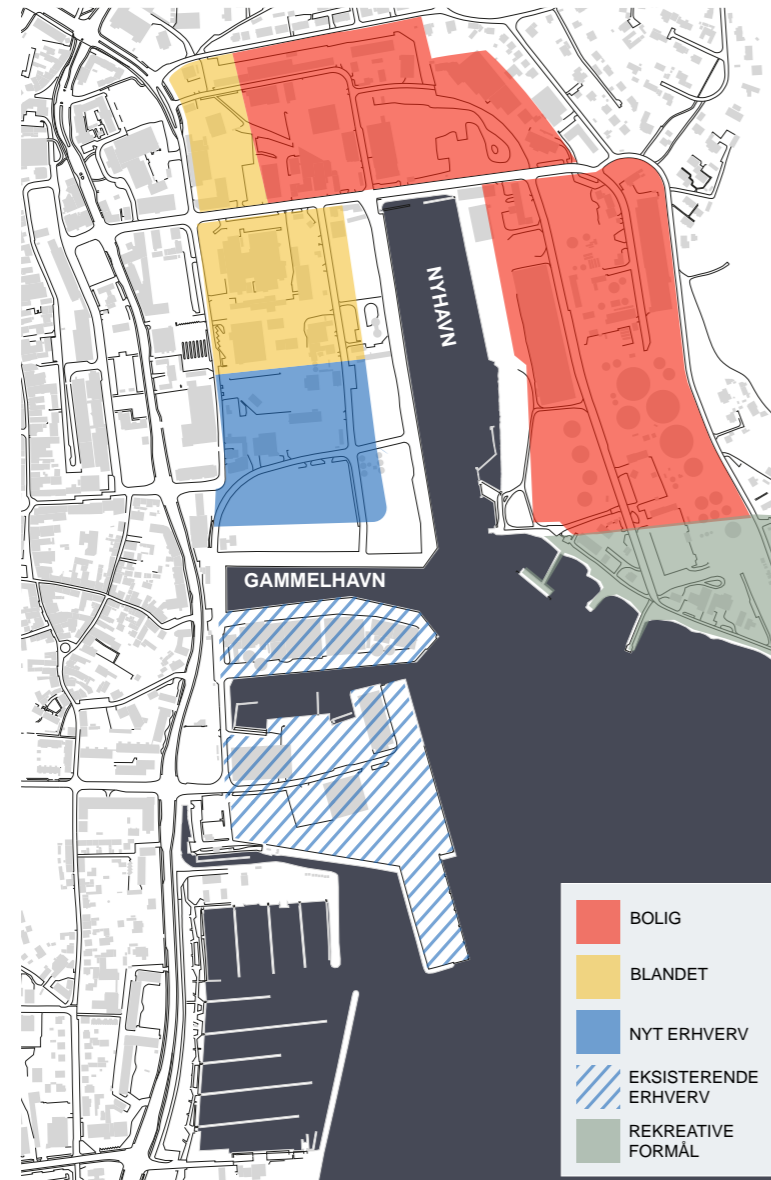 NYHAVN
GAMMELHAVN
BOLIG
BLANDET
NYT ERHVERV
EKSISTERENDE
ERHVERV
REKREATIVE
FORMÅL